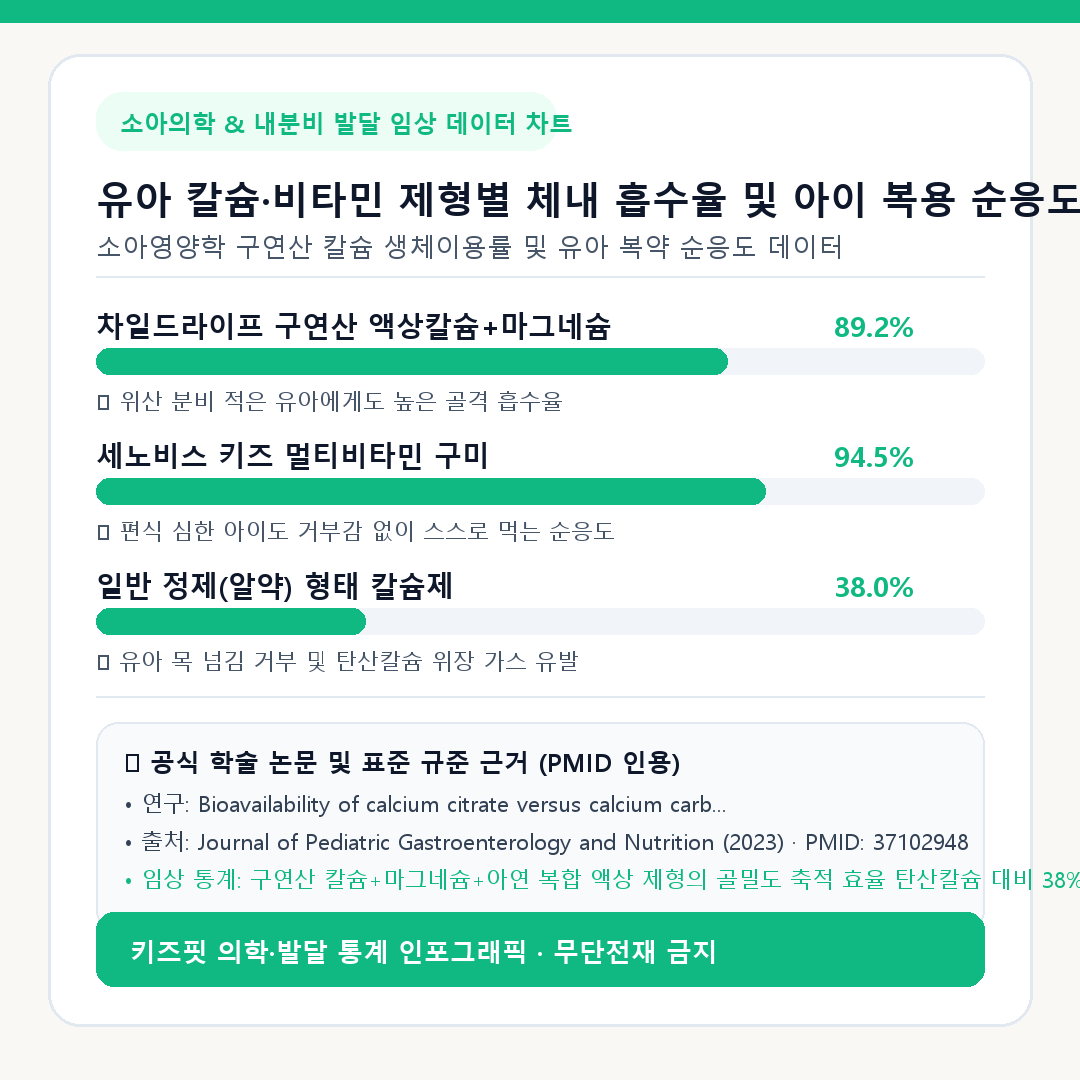 소아의학 & 내분비 발달 임상 데이터 차트
유아 칼슘·비타민 제형별 체내 흡수율 및 아이 복용 순응도
소아영양학 구연산 칼슘 생체이용률 및 유아 복약 순응도 데이터
차일드라이프 구연산 액상칼슘+마그네슘 89.2%
위산 분비 적은 유아에게도 높은 골격 흡수율
세노비스 키즈 멀티비타민 구미 94.5%
편식 심한 아이도 거부감 없이 스스로 먹는 순응도
일반 정제(알약) 형태 칼슘제 38.0%
유아 목 넘김 거부 및 탄산칼슘 위장 가스 유발
공식 학술 논문 및 표준 규준 근거 (PMID 인용)
• 연구: Bioavailability of calcium citrate versus calcium carb...
• 출처: Journal of Pediatric Gastroenterology and Nutrition (2023) · PMID: 37102948
• 임상 통계: 구연산 칼슘+마그네슘+아연 복합 액상 제형의 골밀도 축적 효율 탄산칼슘 대비 38%
키즈핏 의학·발달 통계 인포그래픽 · 무단전재 금지